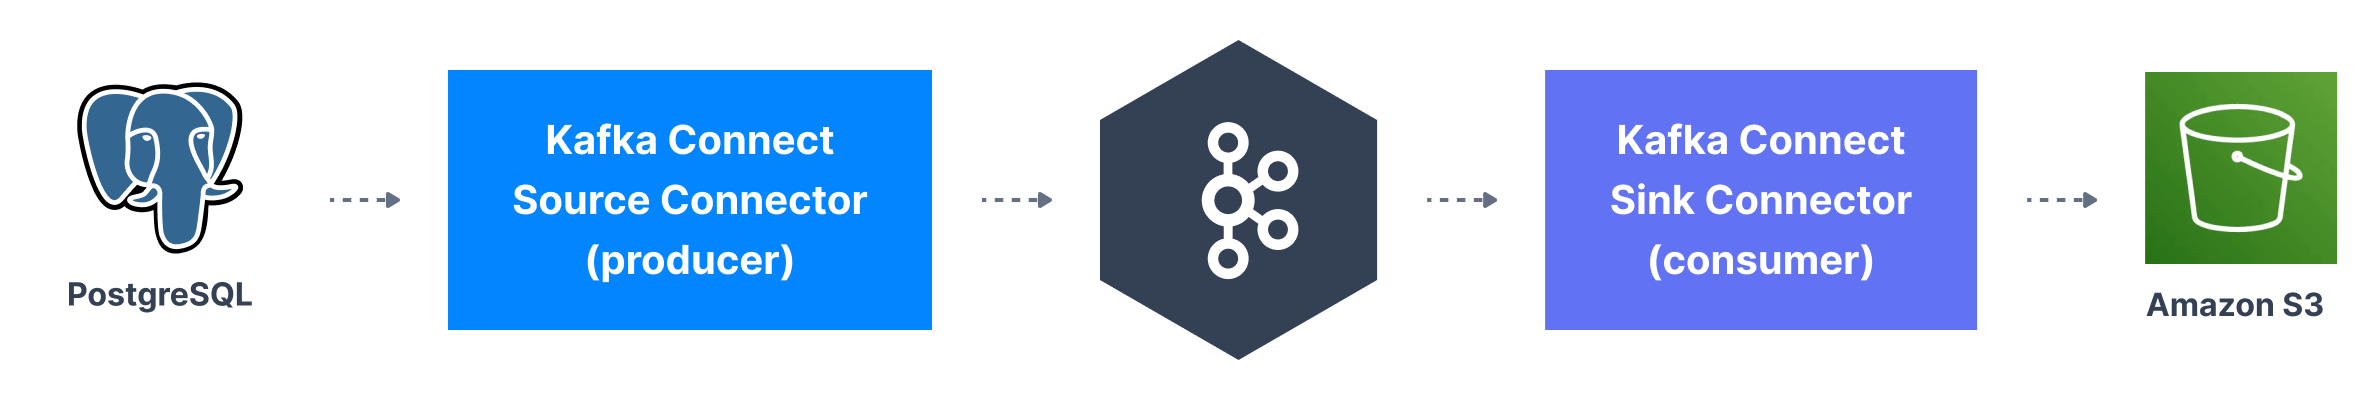 PostgreSQL
Kafka Connect
Source Connector
(producer)
Kafka Connect
Sink Connector
(consumer)
Amazon S3